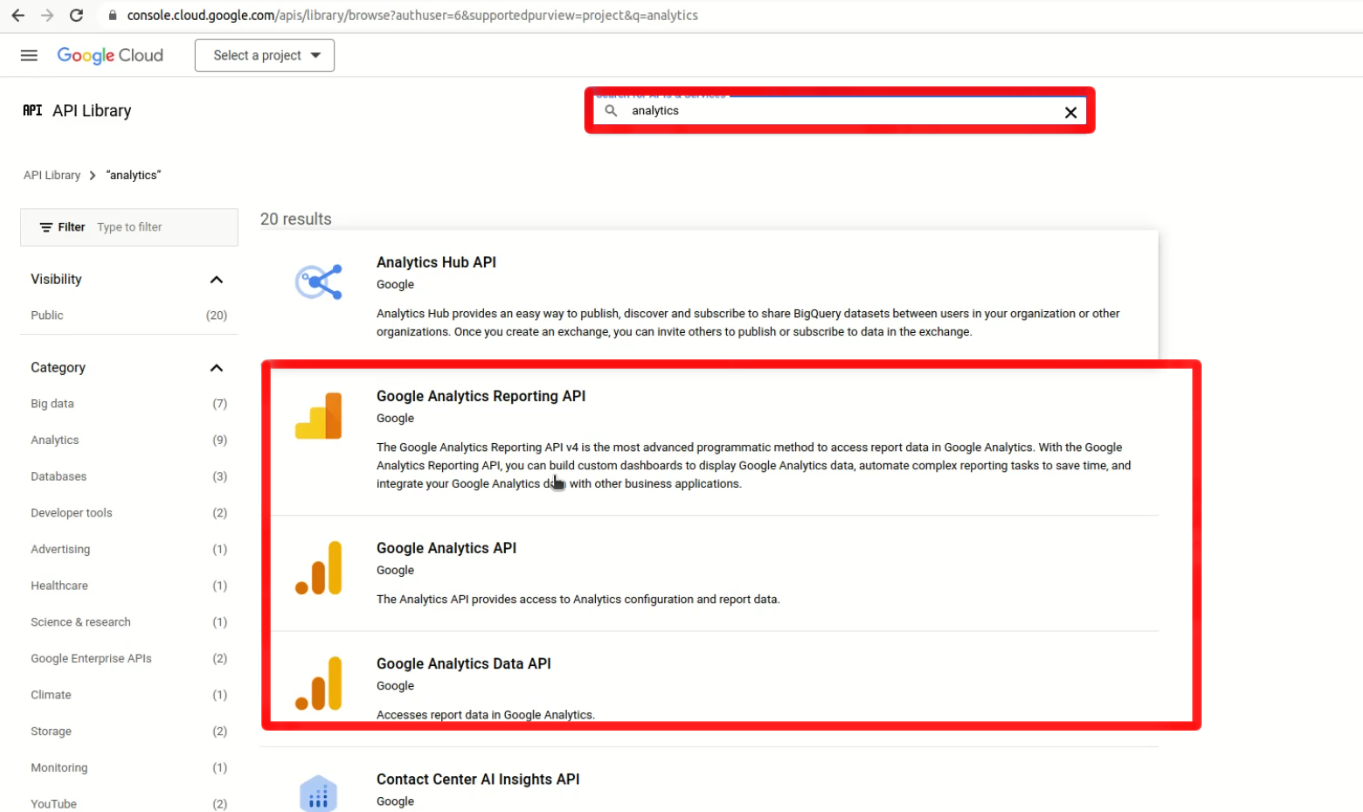 console.cloud.google.com/apis/library/browse?authuser=6&supportedpurview=project&q=analytics
Google Cloud
Select a project
API API Library
Search for APIs & Services
analytics
API Library
“analytics”
Filter Type to filter
Visibility
Public (20)
Category
Big data (7)
Analytics (9)
Databases (3)
Developer tools (2)
Advertising (1)
Healthcare (1)
Science & research (1)
Google Enterprise APIs (2)
Climate (1)
Storage (2)
Monitoring (1)
YouTube (2)
20 results
Analytics Hub API
Google
Analytics Hub provides an easy way to publish, discover and subscribe to share BigQuery datasets between users in your organization or other
organizations. Once you create an exchange, you can invite others to publish or subscribe to data in the exchange.
Google Analytics Reporting API
Google
The Google Analytics Reporting API v4 is the most advanced programmatic method to access report data in Google Analytics. With the Google
Analytics Reporting API, you can build custom dashboards to display Google Analytics data, automate complex reporting tasks to save time, and
integrate your Google Analytics data with other business applications.
Google Analytics API
Google
The Analytics API provides access to Analytics configuration and report data.
Google Analytics Data API
Google
Accesses report data in Google Analytics.
Contact Center AI Insights API
Google